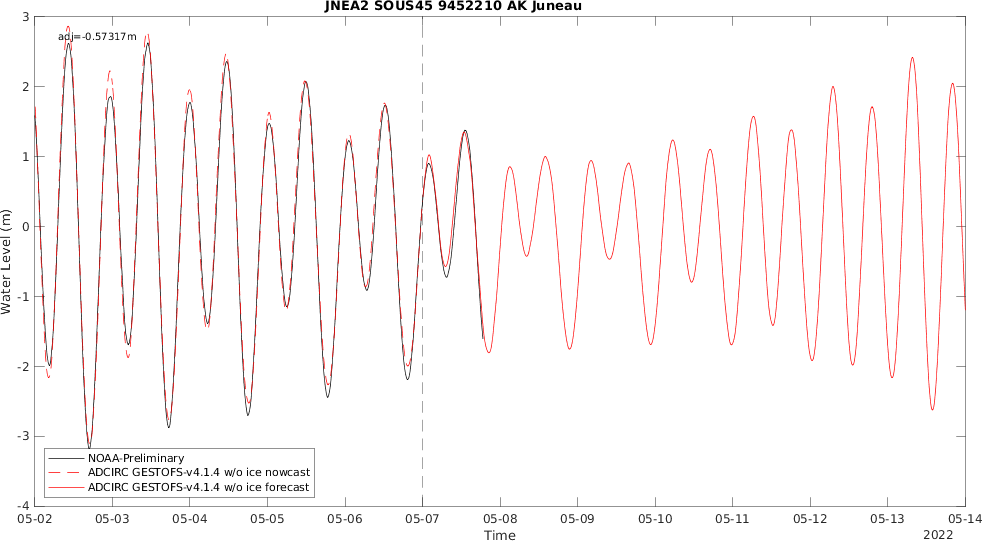 JNEA2 SOUS45 9452210 AK Juneau
adj=-0.57317m
3
2
1
0
-1
-2
-3
-4
Water Level (m)
NOAA-Preliminary
ADCIRC GESTOFS-v4.1.4 w/o ice nowcast
ADCIRC GESTOFS-v4.1.4 w/o ice forecast
05-02 05-03 05-04 05-05 05-06 05-07 05-08 05-09 05-10 05-11 05-12 05-13 05-14
Time
2022